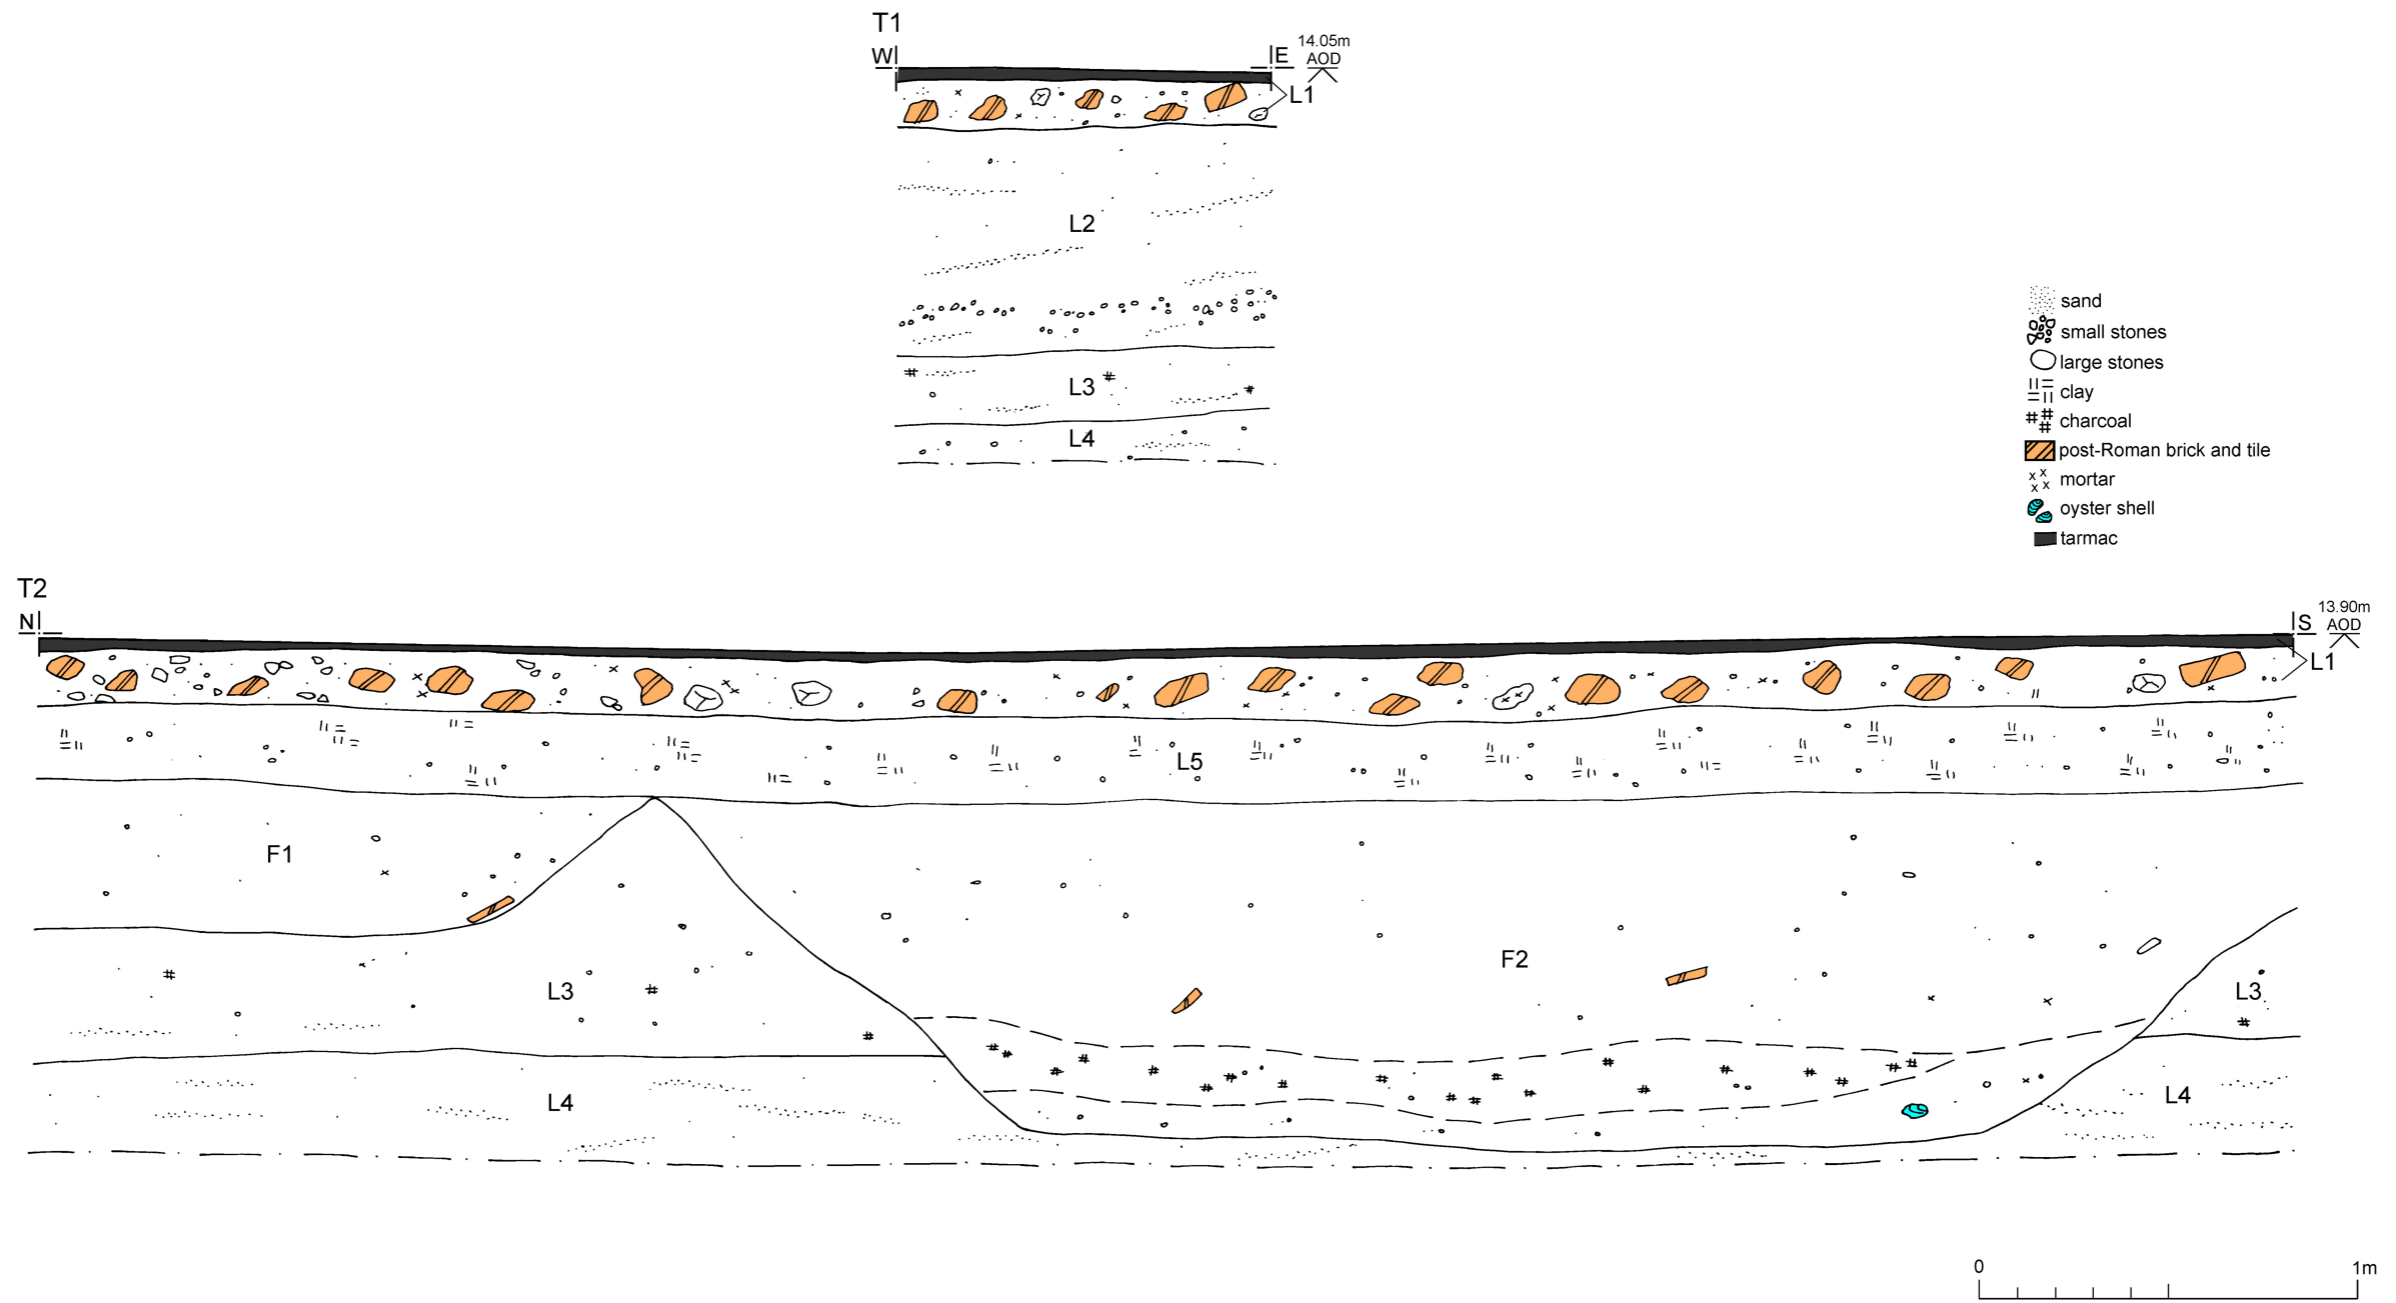 T1
W E 14.05m
AOD
L1
L2
L3
L4
sand
small stones
large stones
clay
charcoal
post-Roman brick and tile
mortar
oyster shell
tarmac
T2
N S 13.90m
AOD
L1
L5
F1
F2
L3 L3
L4 L4
0 1m